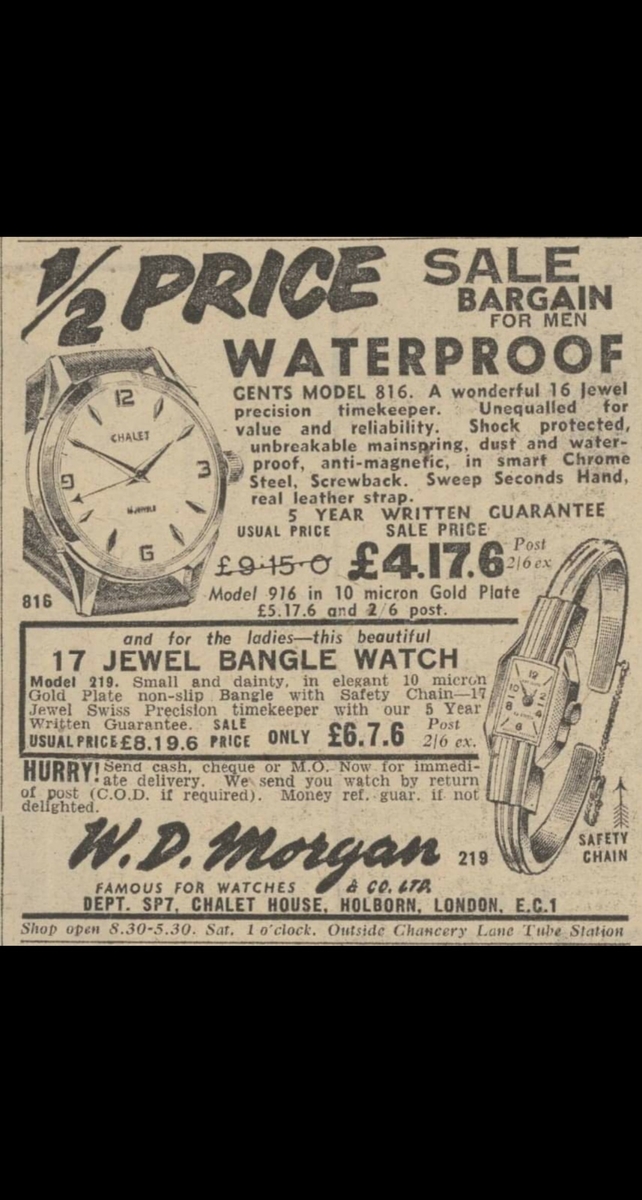 1/2 PRICE SALE
BARGAIN
FOR MEN
WATERPROOF
GENTS MODEL 816. A wonderful 16 Jewel
precision timekeeper. Unequalled for
value and reliability. Shock protected,
unbreakable mainspring, dust and water-
proof, anti-magnetic, in smart Chrome
Steel, Screwback. Sweep Seconds Hand,
real leather strap.
5 YEAR WRITTEN GUARANTEE
USUAL PRICE SALE PRICE
£9-15-0 £4.17.6 Post
2/6 ex
Model 916 in 10 micron Gold Plate
£5.17.6 and 2/6 post.
12
CHALET
3
9
16 JEWELS
6
816
and for the ladies—this beautiful
17 JEWEL BANGLE WATCH
Model 219. Small and dainty, in elegant 10 micron
Gold Plate non-slip Bangle with Safety Chain—17
Jewel Swiss Precision timekeeper with our 5 Year
Written Guarantee. SALE Post
USUAL PRICE £8.19.6 PRICE ONLY £6.7.6 2/6 ex.
HURRY! Send cash, cheque or M.O. Now for immedi-
ate delivery. We send you watch by return
of post (C.O.D. if required). Money ref. guar. if not
delighted.
12
10
2
8
4
6
SAFETY
CHAIN
W.D. Morgan 219
FAMOUS FOR WATCHES & CO. LTD.
DEPT. SP7, CHALET HOUSE, HOLBORN, LONDON, E.C.1
Shop open 8.30-5.30. Sat. 1 o'clock. Outside Chancery Lane Tube Station